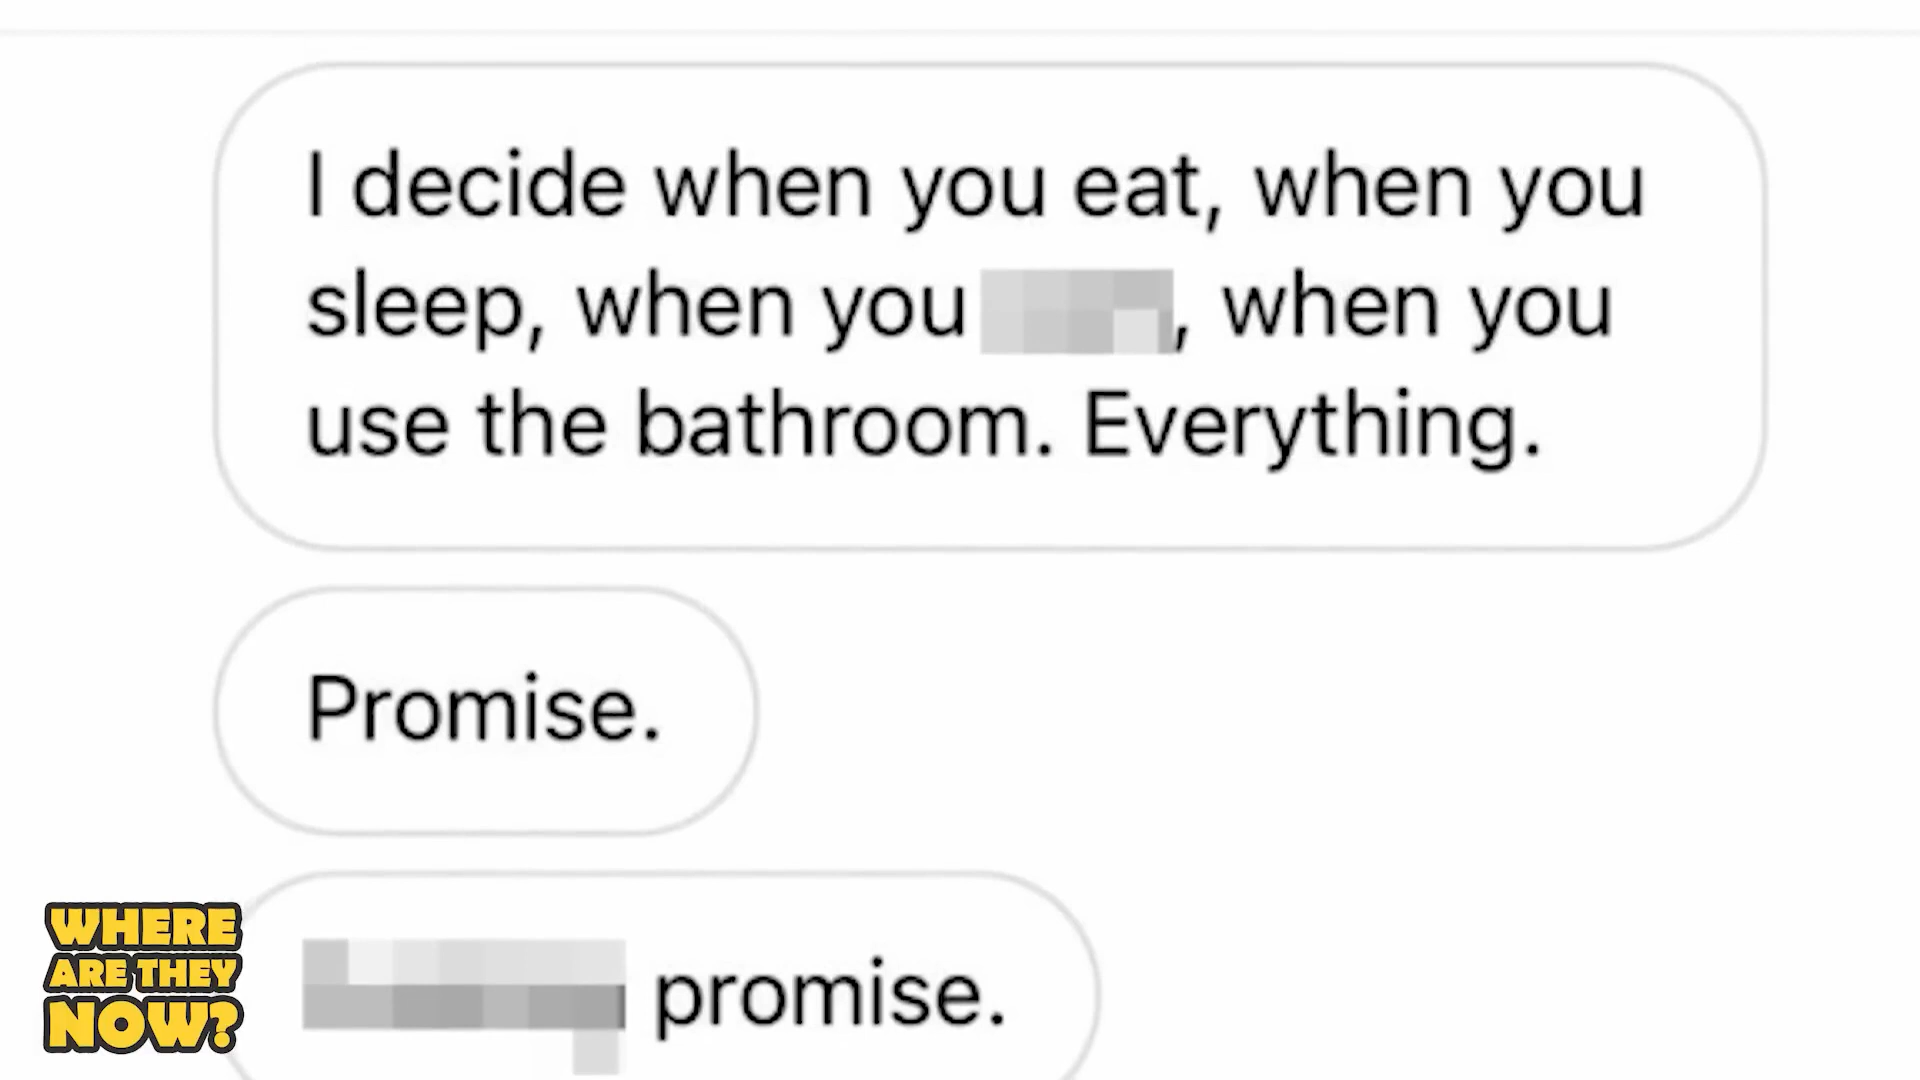 I decide when you eat, when you
sleep, when you , when you
use the bathroom. Everything.
Promise.
promise.
WHERE
ARE THEY
NOW?